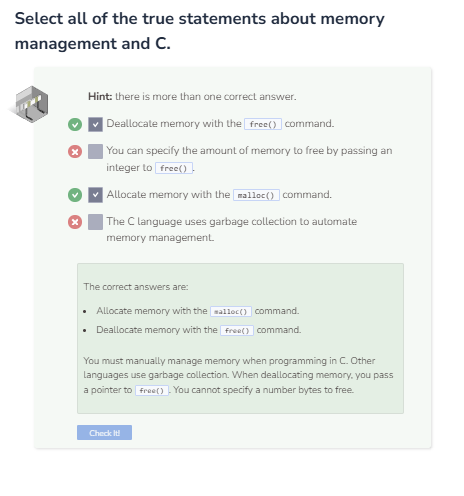 Select all of the true statements about memory
management and C.
Hint: there is more than one correct answer.
Deallocate memory with the free() command.
You can specify the amount of memory to free by passing an
integer to free().
Allocate memory with the malloc() command.
The C language uses garbage collection to automate
memory management.
The correct answers are:
• Allocate memory with the malloc() command.
• Deallocate memory with the free() command.
You must manually manage memory when programming in C. Other
languages use garbage collection. When deallocating memory, you pass
a pointer to free(). You cannot specify a number bytes to free.
Check It!